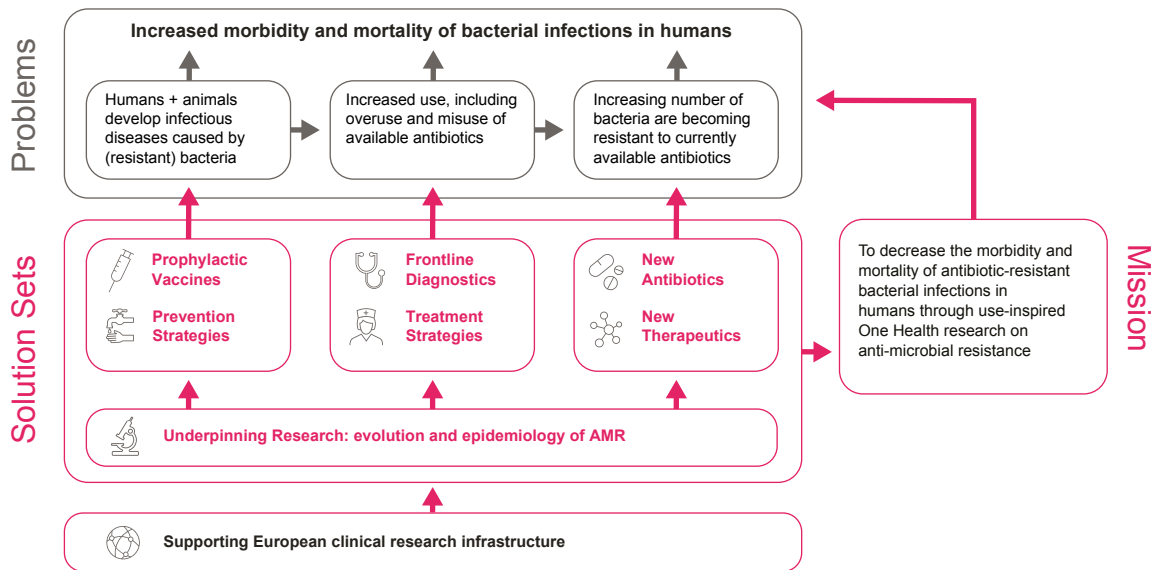 Problems
Increased morbidity and mortality of bacterial infections in humans
Humans + animals
develop infectious
diseases caused by
(resistant) bacteria
Increased use, including
overuse and misuse of
available antibiotics
Increasing number of
bacteria are becoming
resistant to currently
available antibiotics
Solution Sets
Prophylactic
Vaccines
Prevention
Strategies
Frontline
Diagnostics
Treatment
Strategies
New
Antibiotics
New
Therapeutics
Underpinning Research: evolution and epidemiology of AMR
Supporting European clinical research infrastructure
To decrease the morbidity and
mortality of antibiotic-resistant
bacterial infections in
humans through use-inspired
One Health research on
anti-microbial resistance
Mission